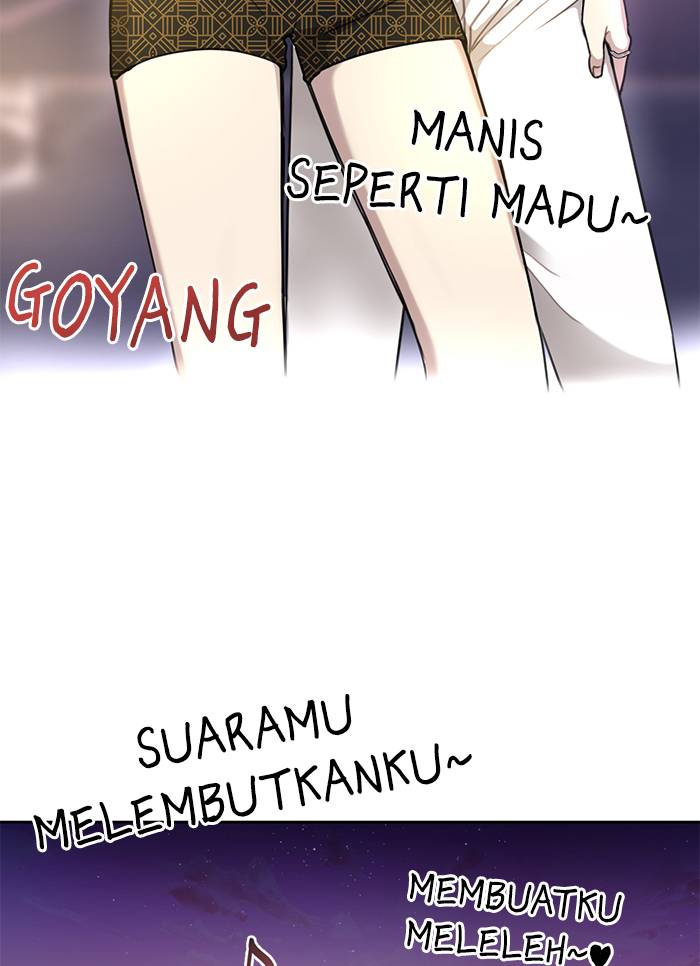 MANIS
SEPERTI MADU~
GOYANG
SUARAMU
MELEMBUTKANKU~
MEMBUATKU
MELELEH~♥